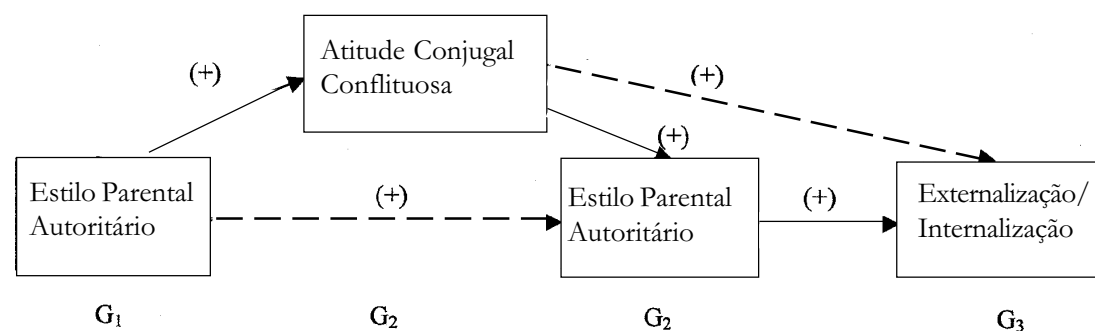 Atitude Conjugal
Conflituosa
(+)
(+)
(+)
Estilo Parental
Autoritário
(+)
Estilo Parental
Autoritário
(+)
Externalização/
Internalização
G₁
G₂
G₂
G₃